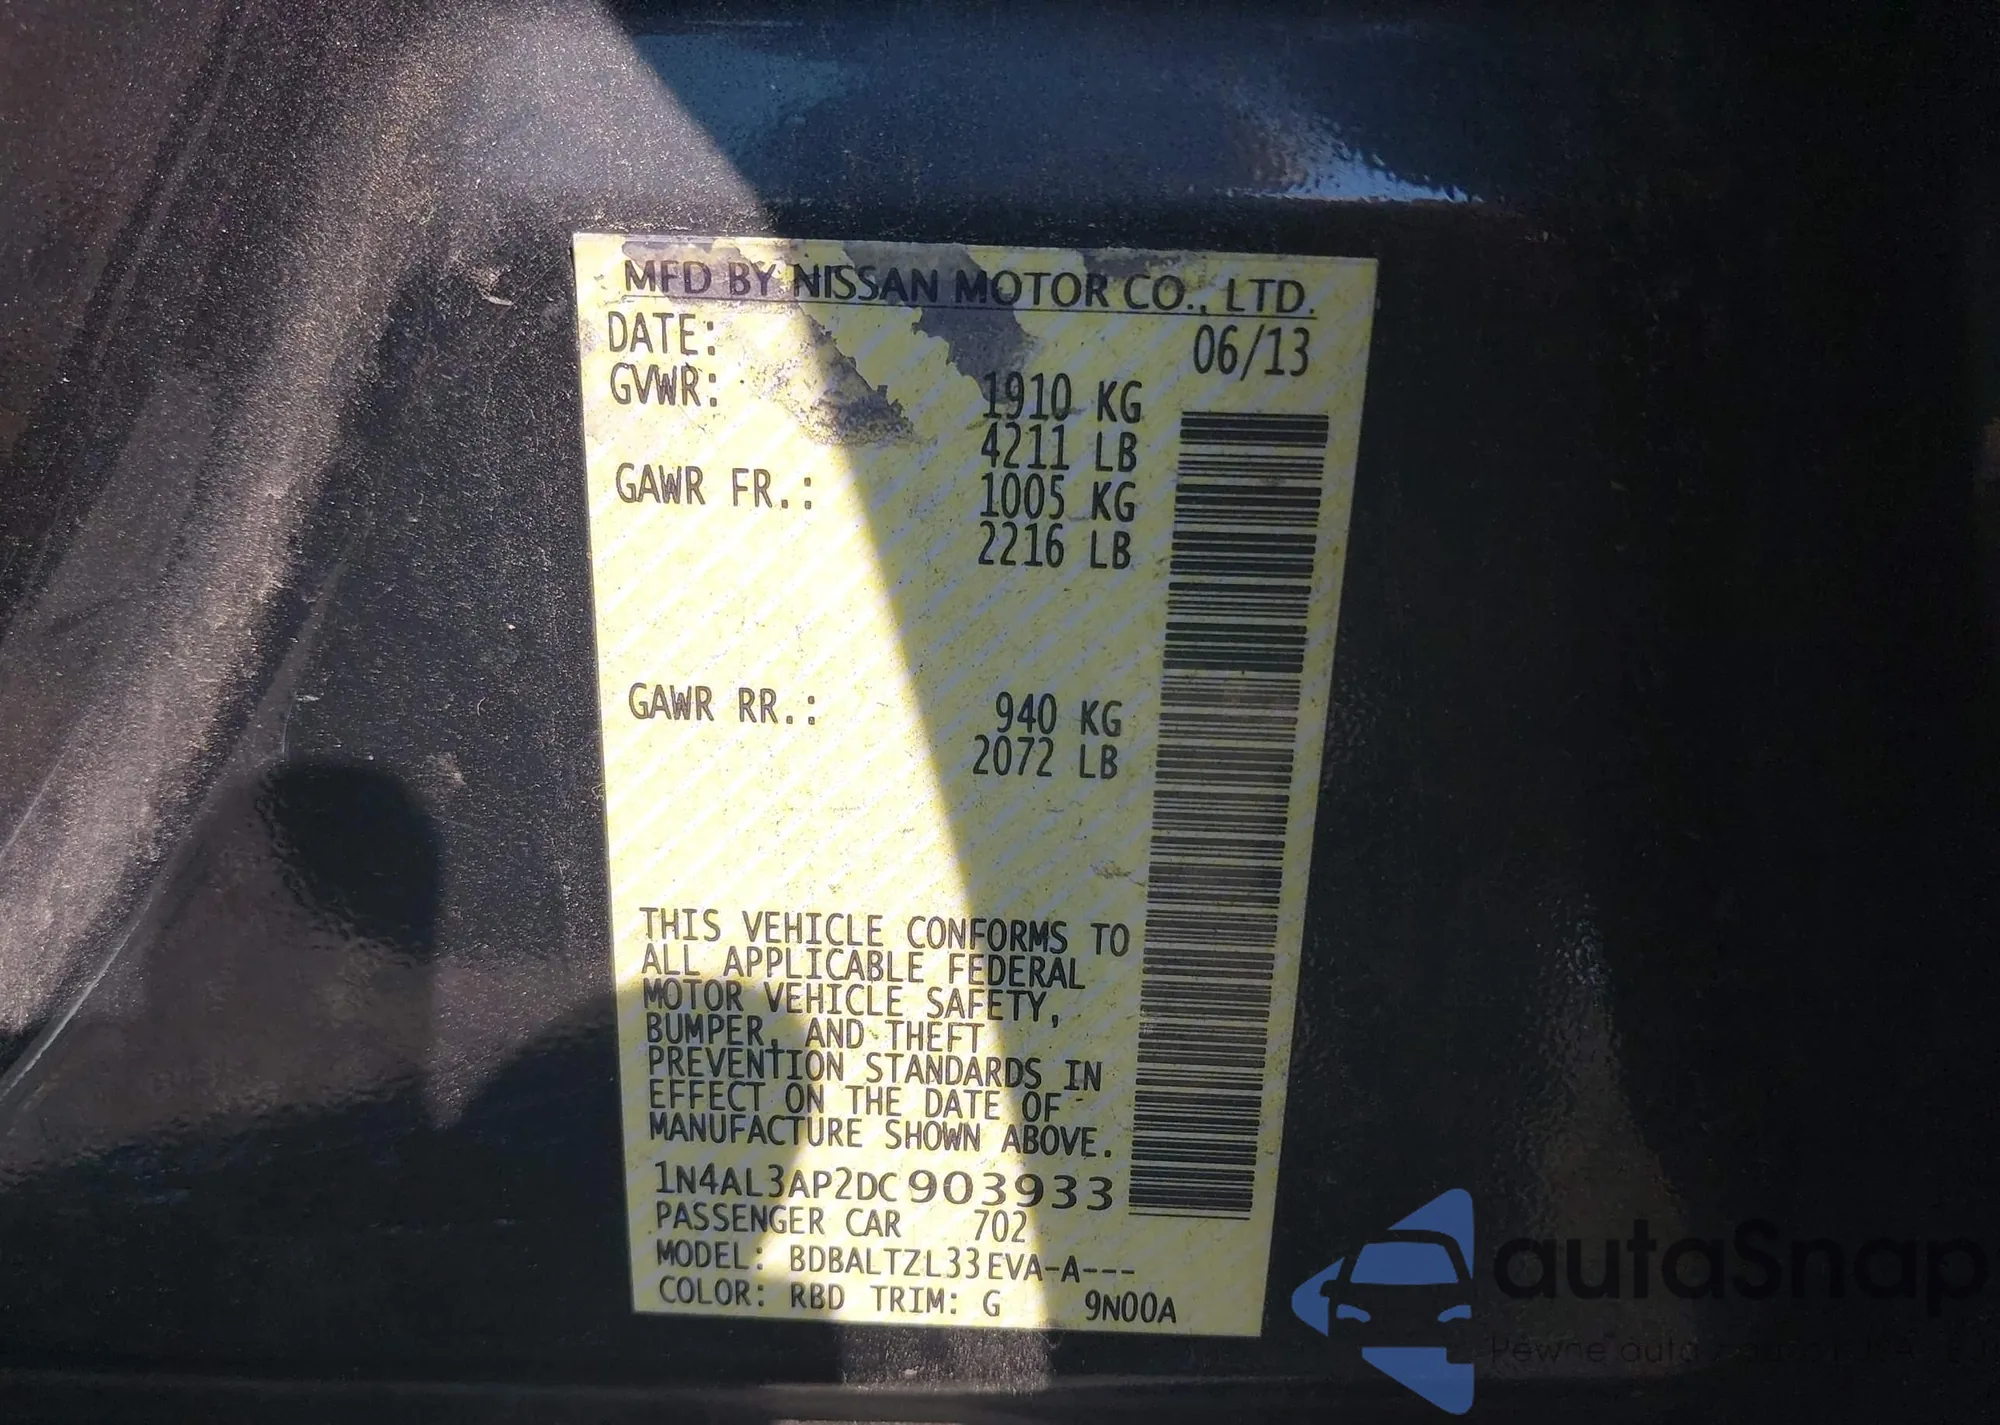 MFD BY NISSAN MOTOR CO., LTD.
DATE: 06/13
GVWR: 1910 KG
4211 LB
GAWR FR.: 1005 KG
2216 LB
GAWR RR.: 940 KG
2072 LB
THIS VEHICLE CONFORMS TO
ALL APPLICABLE FEDERAL
MOTOR VEHICLE SAFETY,
BUMPER, AND THEFT
PREVENTION STANDARDS IN
EFFECT ON THE DATE OF
MANUFACTURE SHOWN ABOVE.
1N4AL3AP2DC903933
PASSENGER CAR 702
MODEL: BDBALTZL33EVA-A---
COLOR: RBD TRIM: G 9N00A
autaSnap
Pewne auta